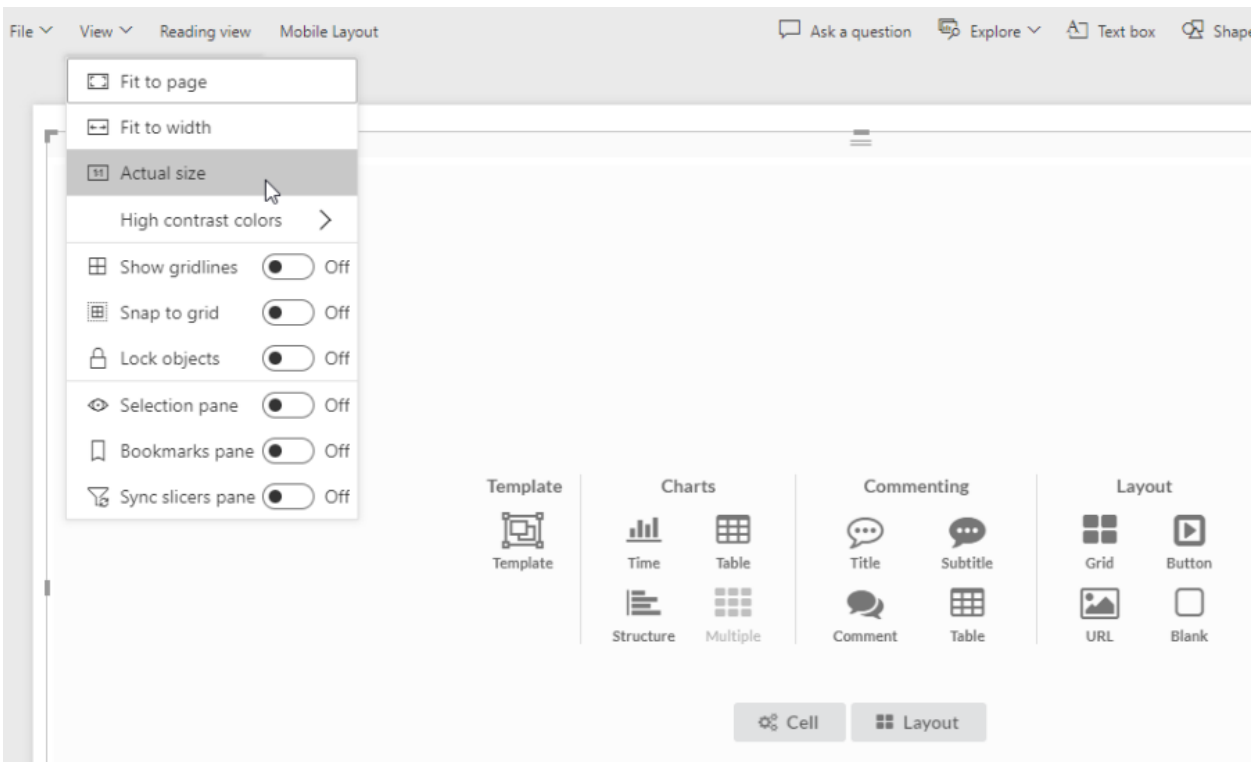 File View Reading view Mobile Layout Ask a question Explore Text box Shape
Fit to page
Fit to width
Actual size
High contrast colors
Show gridlines Off
Snap to grid Off
Lock objects Off
Selection pane Off
Bookmarks pane Off
Sync slicers pane Off
Template Charts Commenting Layout
Template Time Table Title Subtitle Grid Button
Structure Multiple Comment Table URL Blank
Cell Layout